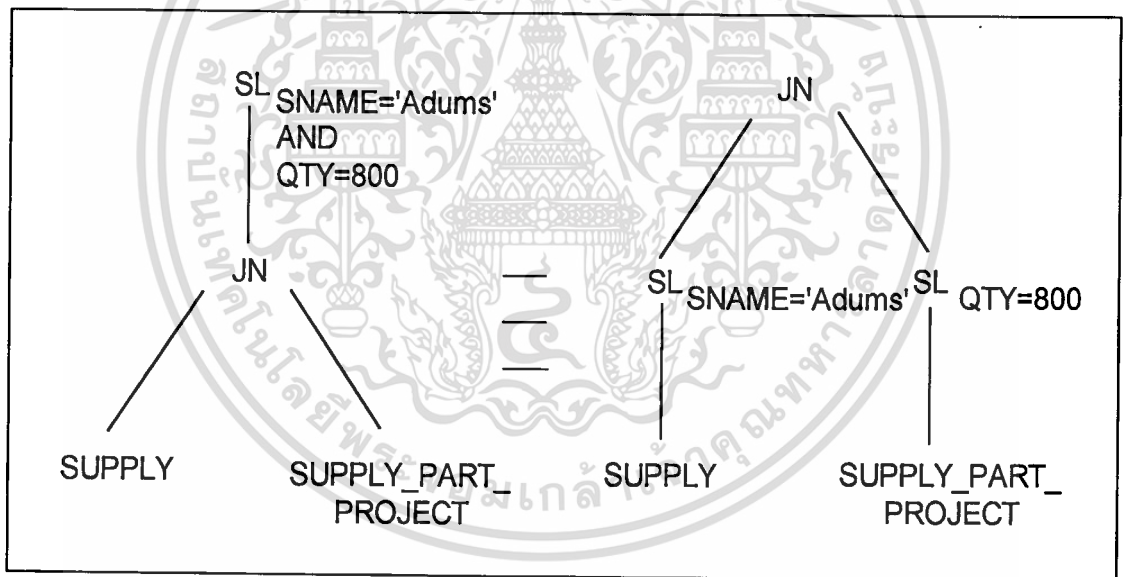 SL SNAME='Adums'
AND
QTY=800
JN
SUPPLY
SUPPLY_PART_
PROJECT
JN
SL SNAME='Adums'
SL QTY=800
SUPPLY
SUPPLY_PART_
PROJECT